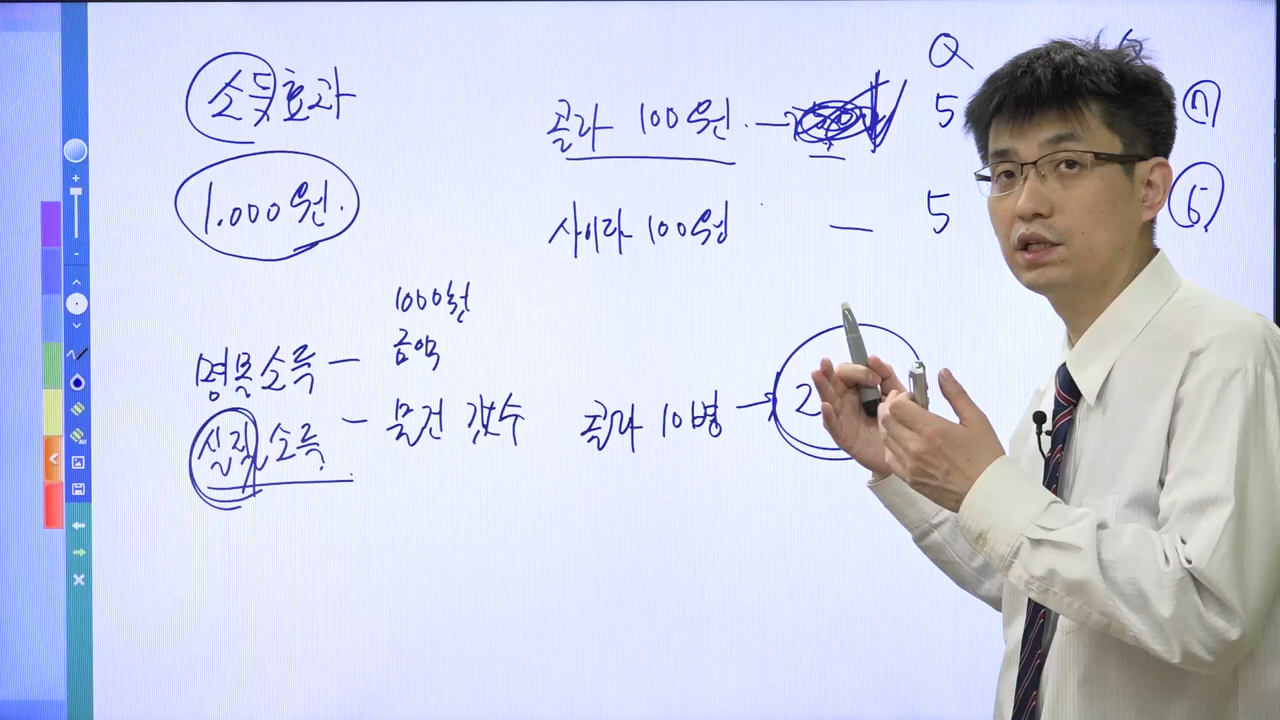 소득효과
1.000원.
콜라 100원. →
사이다 100원 —
Q
5
7
5
6
1000원
금액
명목소득 —
실질소득 — 물건 갯수
콜라 10병 → 2